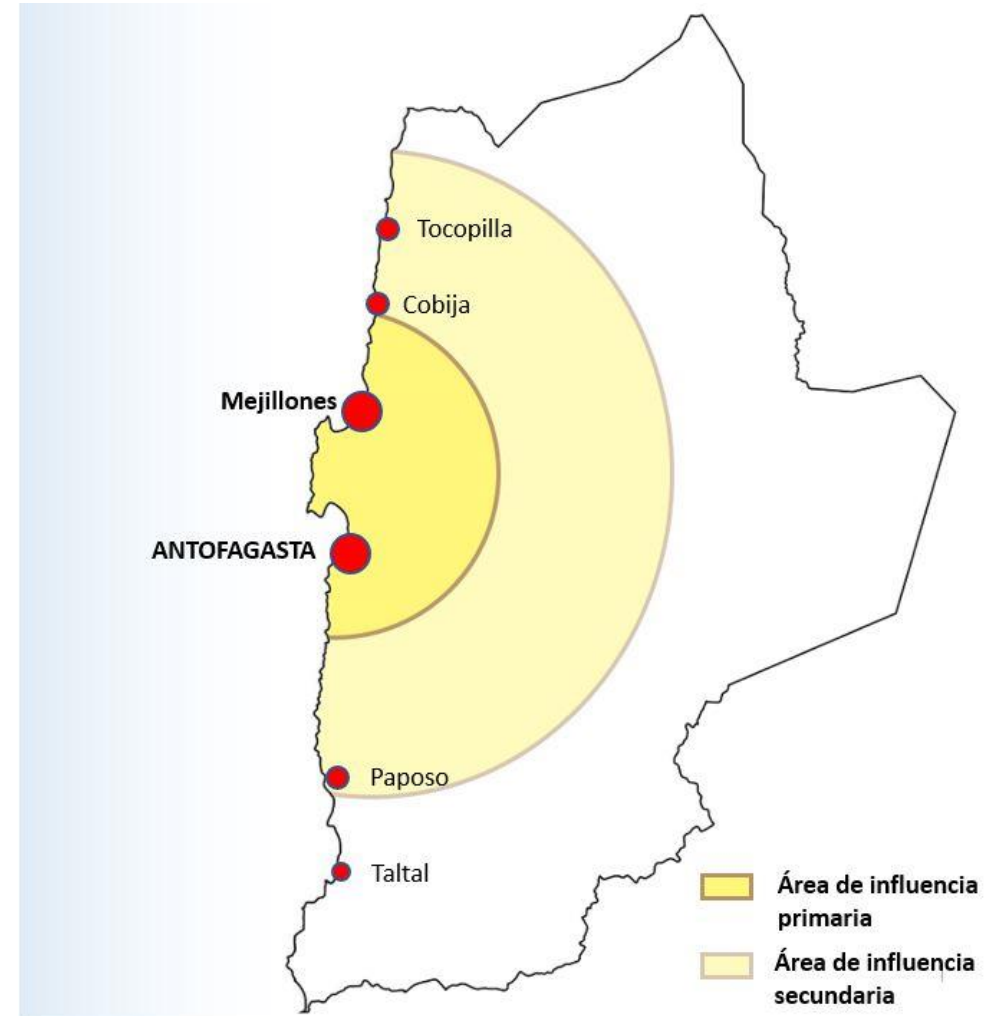 Tocopilla
Cobija
Mejillones
ANTOFAGASTA
Paposo
Taltal
Área de influencia
primaria
Área de influencia
secundaria